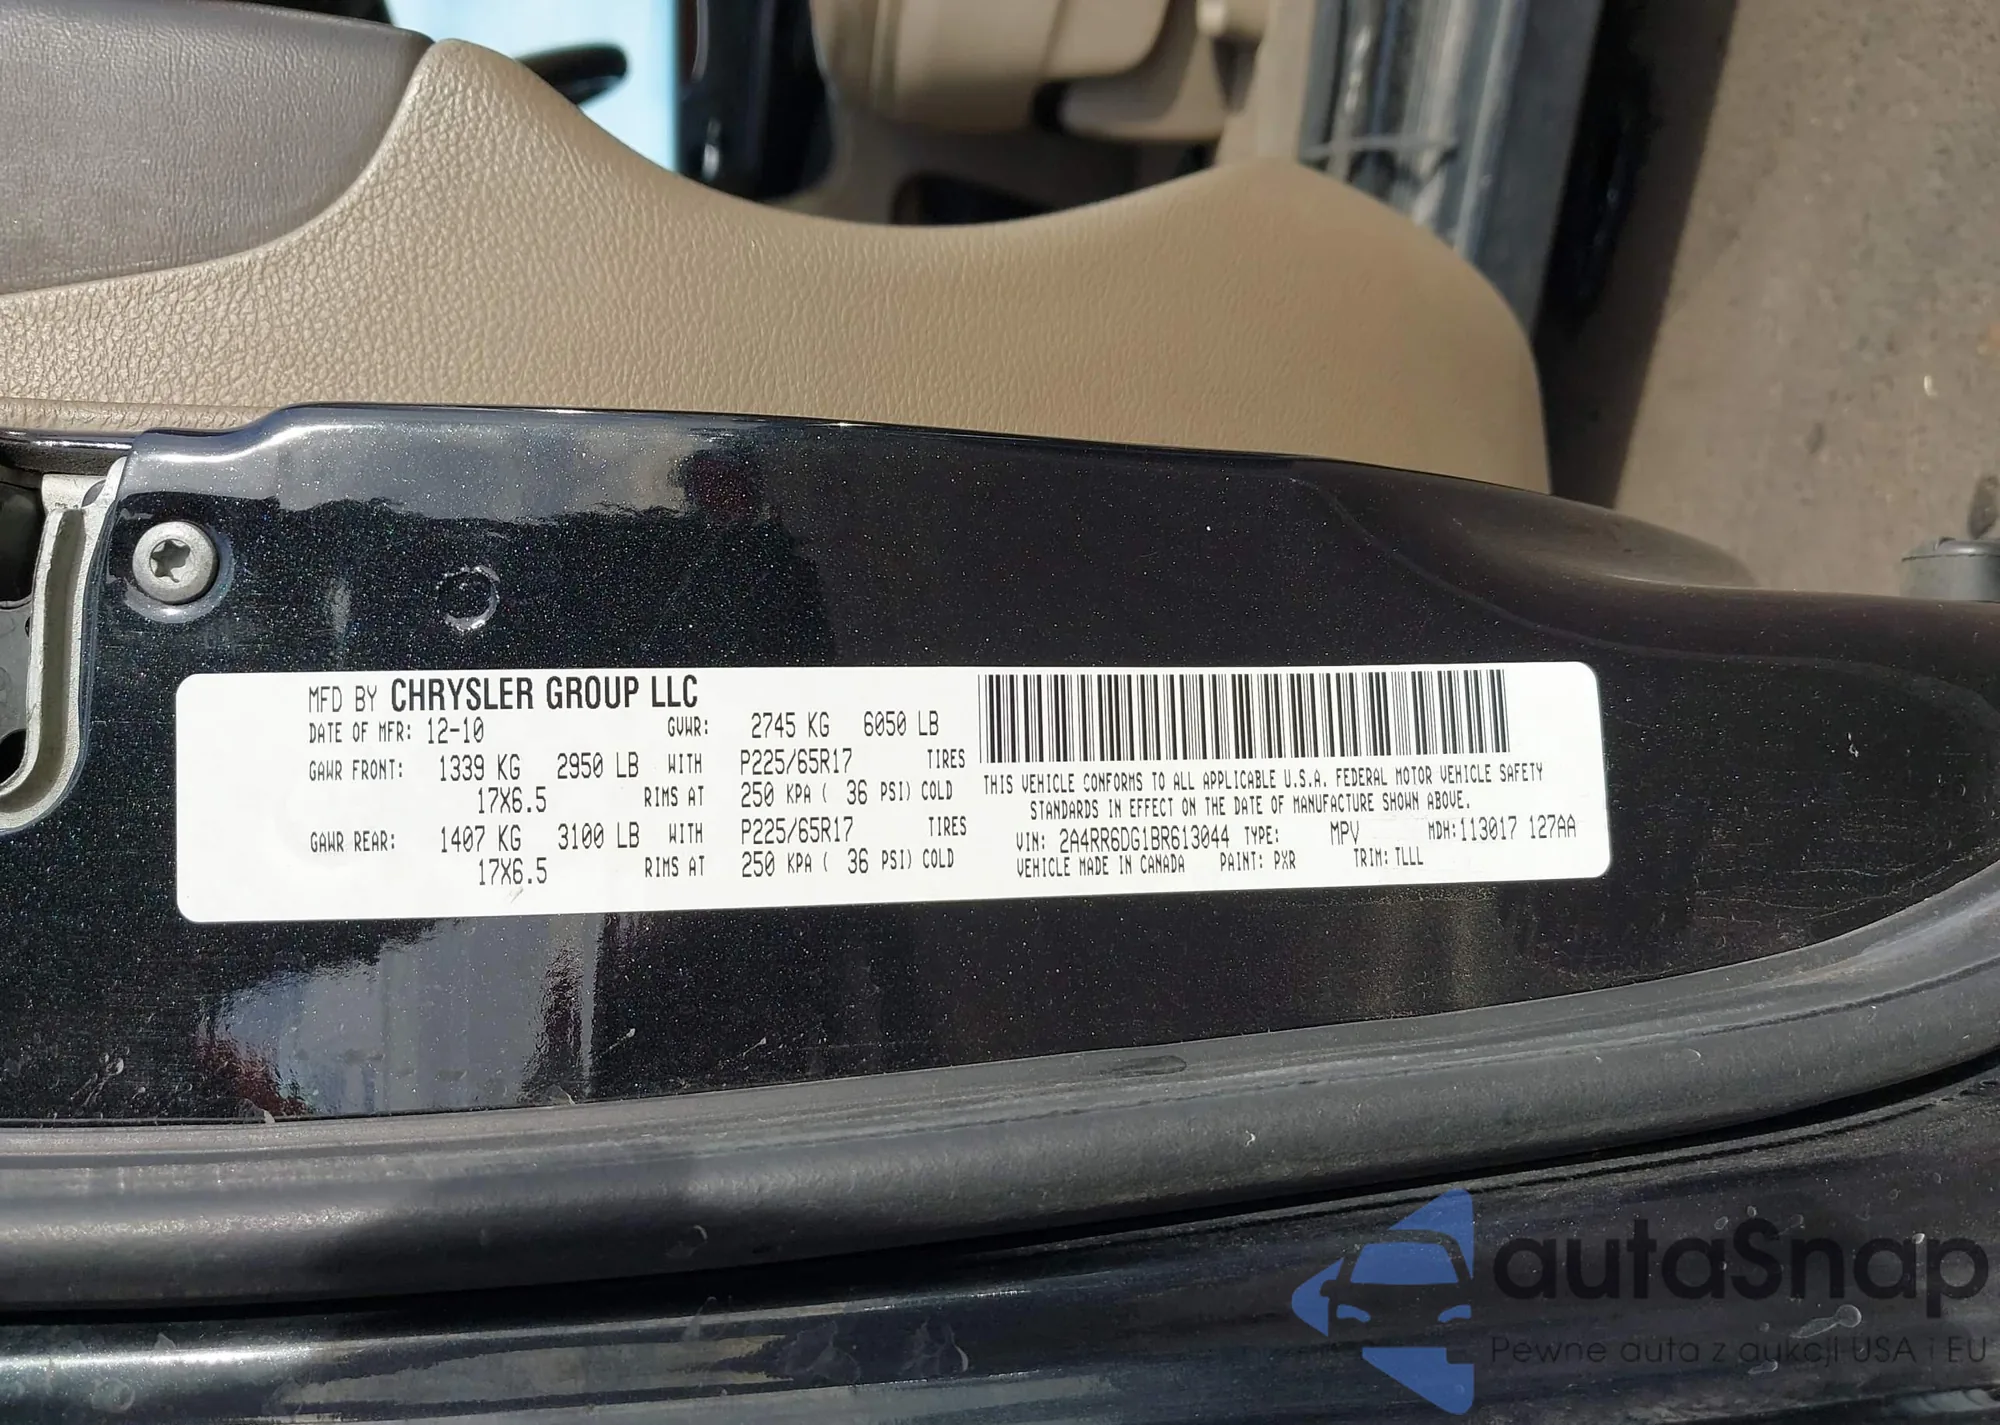 MFD BY CHRYSLER GROUP LLC
DATE OF MFR: 12-10 GVWR: 2745 KG 6050 LB
GAWR FRONT: 1339 KG 2950 LB WITH P225/65R17 TIRES
17X6.5 RIMS AT 250 KPA ( 36 PSI) COLD
GAWR REAR: 1407 KG 3100 LB WITH P225/65R17 TIRES
17X6.5 RIMS AT 250 KPA ( 36 PSI) COLD
THIS VEHICLE CONFORMS TO ALL APPLICABLE U.S.A. FEDERAL MOTOR VEHICLE SAFETY
STANDARDS IN EFFECT ON THE DATE OF MANUFACTURE SHOWN ABOVE.
VIN: 2A4RR6DG1BR613044 TYPE: MPV MDH:113017 127AA
VEHICLE MADE IN CANADA PAINT: PXR TRIM: TLLL
autaSnap
Pewne auta z aukcji USA i EU